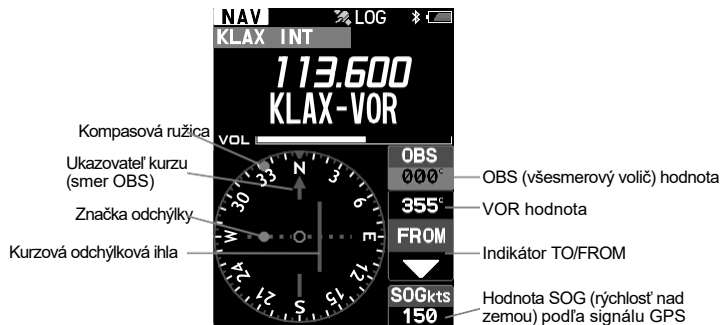 NAV LOG
KLAX INT
113.600
KLAX-VOR
VOL
Kompasová ružica
Ukazovateľ kurzu
(smer OBS)
Značka odchýlky
Kurzová odchýlková ihla
N
3
6
E
12
15
S
21
24
W
30
33
OBS
000°
355°
FROM
SOGkts
150
OBS (všesmerový volič) hodnota
VOR hodnota
Indikátor TO/FROM
Hodnota SOG (rýchlosť nad
zemou) podľa signálu GPS